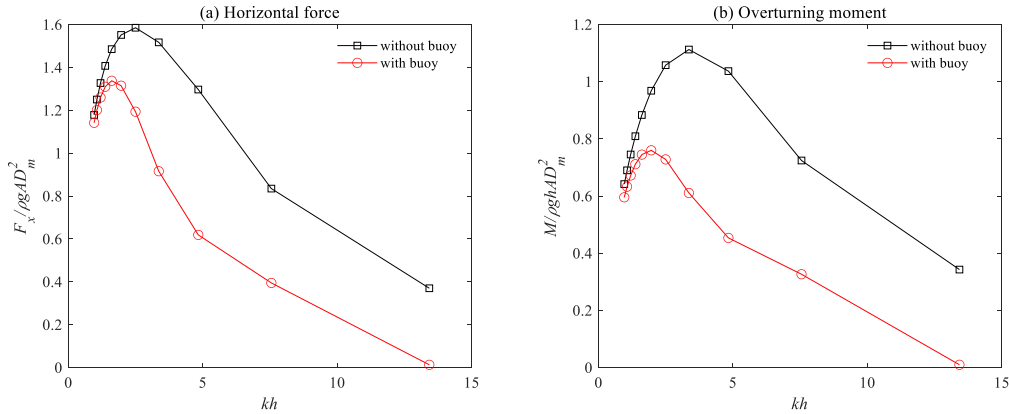 (a) Horizontal force
1.6
1.4
1.2
1
0.8
0.6
0.4
0.2
0
F_x/ρgAD_m^2
without buoy
with buoy
0 5 10 15
kh
(b) Overturning moment
1.2
1
0.8
0.6
0.4
0.2
0
M/ρghAD_m^2
without buoy
with buoy
0 5 10 15
kh